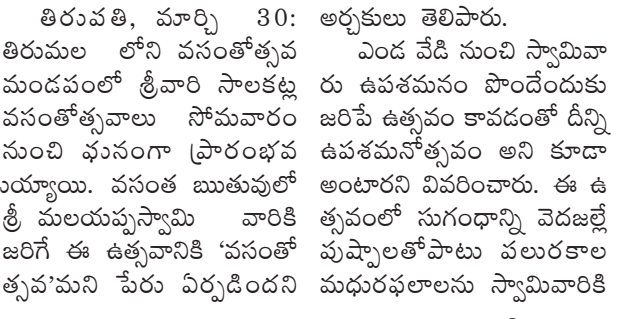 తిరువతి, మార్చి 30:
తిరుమల లోని వసంతోత్సవ
మండపంలో శ్రీవారి సాలకట్ల
వసంతోత్సవాలు సోమవారం
నుంచి ఘనంగా ప్రారంభవ
యయ్యాయి. వసంత ఋతువులో
శ్రీ మలయప్పస్వామి వారికి
జరిగే ఈ ఉత్సవానికి ‘వసంతో
త్సవ’మని పేరు ఏర్పడిందని
అర్చకులు తెలిపారు.
ఎండ వేడి నుంచి స్వామివా
రు ఉపశమనం పొందేందుకు
జరిపే ఉత్సవం కావడంతో దీన్ని
ఉపశమనోత్సవం అని కూడా
అంటారని వివరించారు. ఈ ఉ
త్సవంలో సుగంధాన్ని వెదజల్లే
పుష్పాలతోపాటు పలురకాల
మధురఫలాలను స్వామివారికి